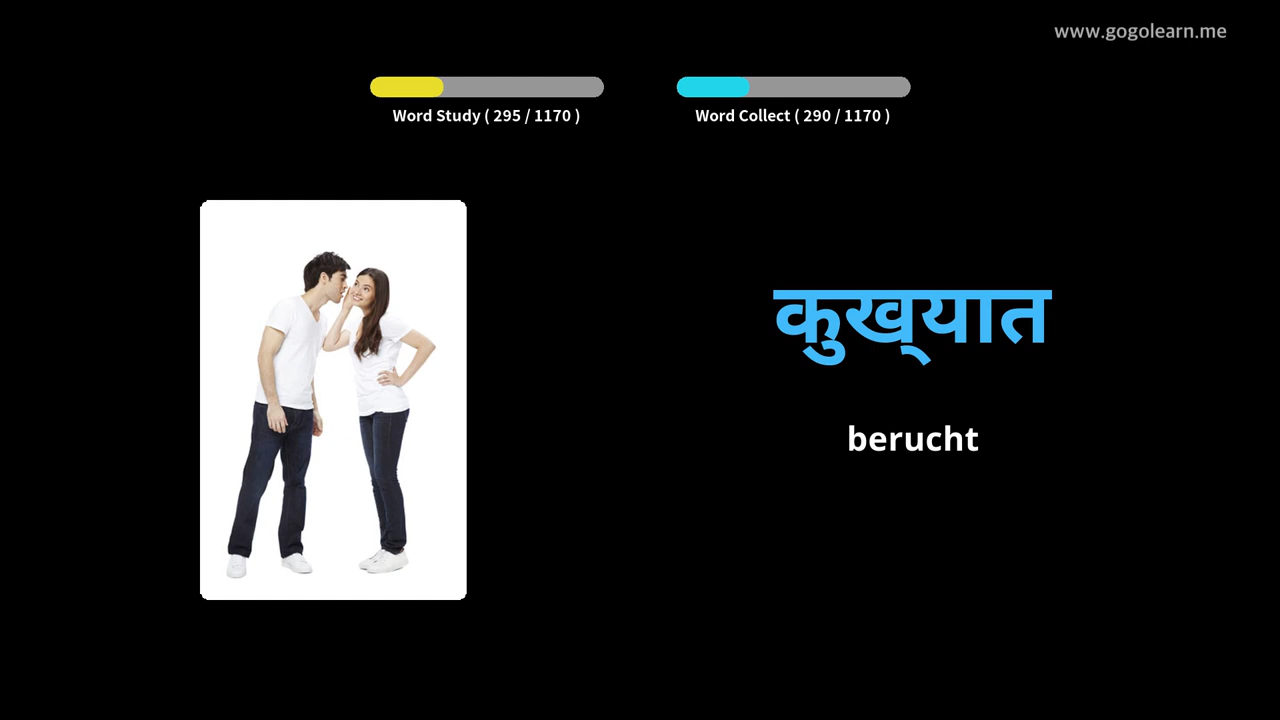 www.gogolearn.me
Word Study ( 295 / 1170 )
Word Collect ( 290 / 1170 )
कुख्यात
berucht